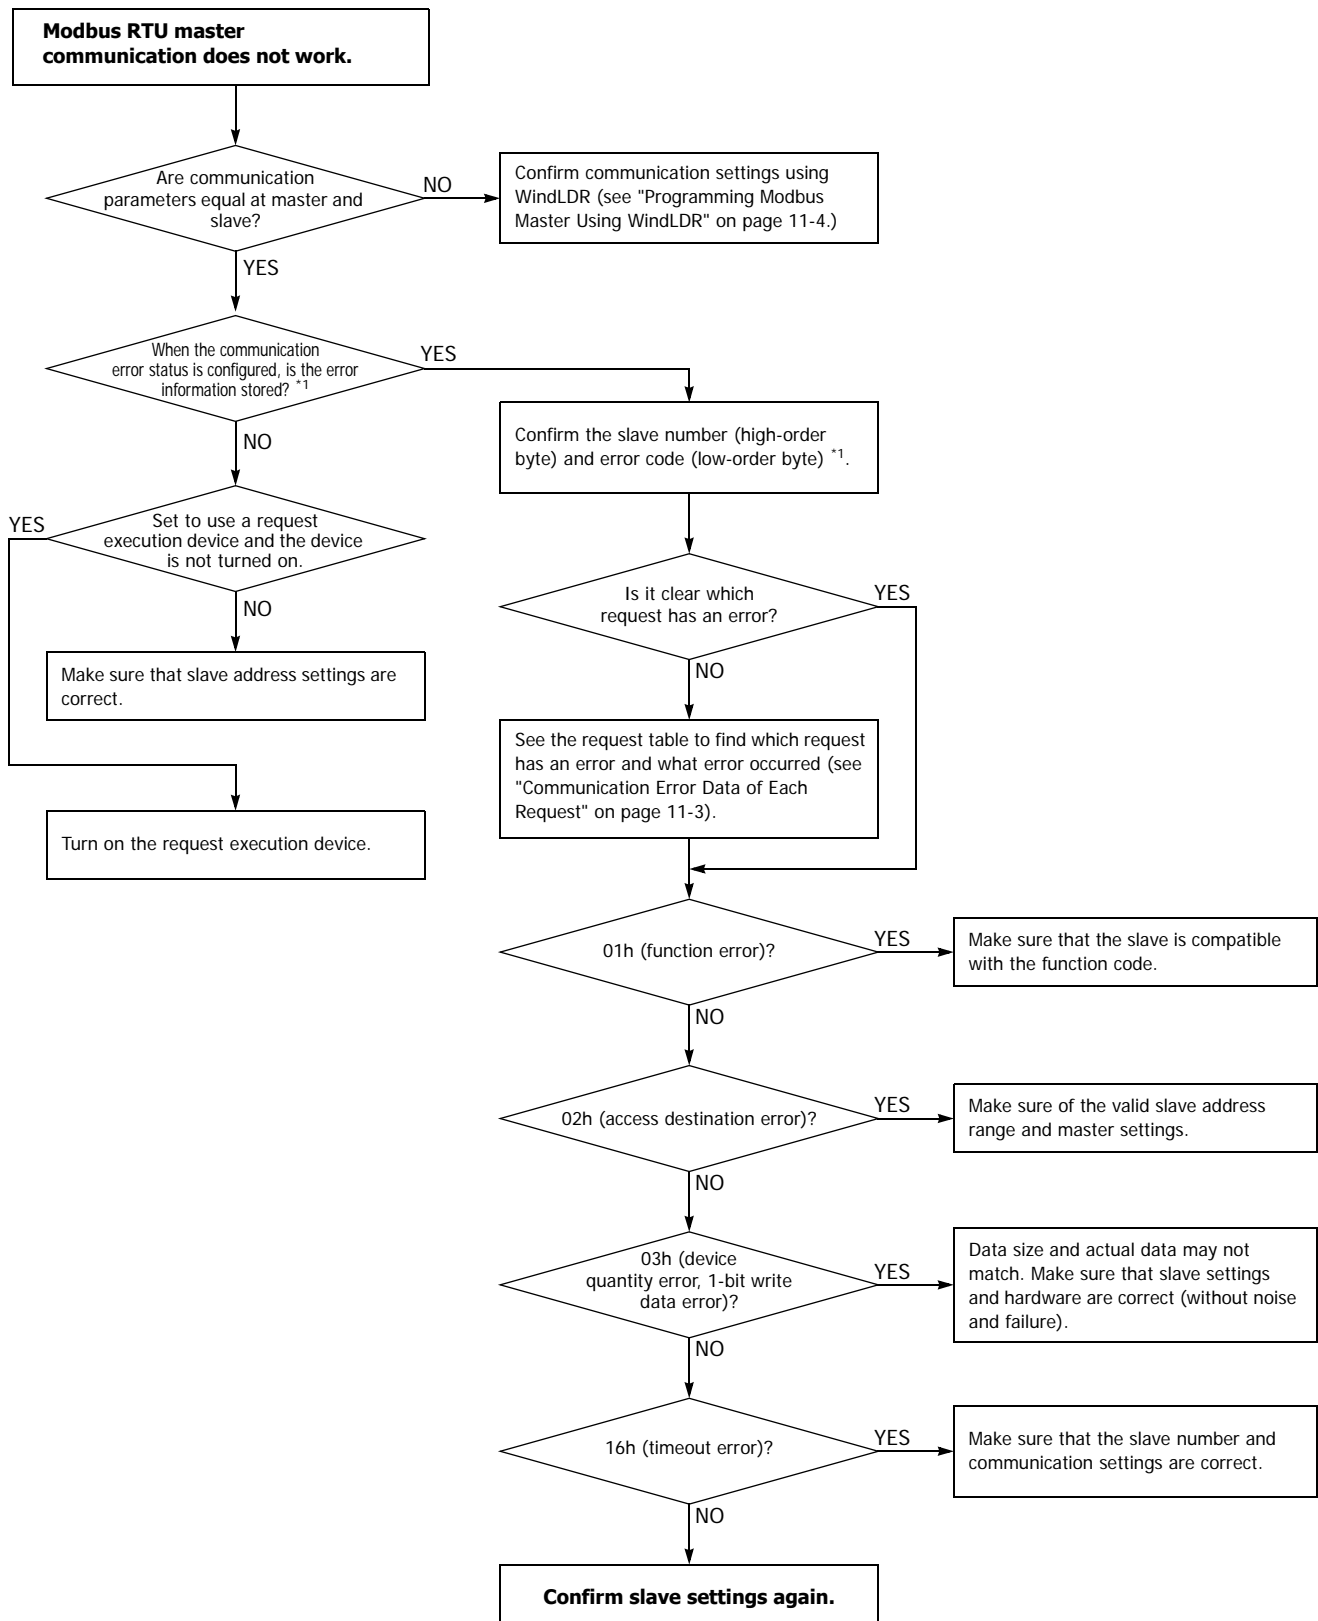 Modbus RTU master
communication does not work.
Are communication
parameters equal at master and
slave?
NO
Confirm communication settings using
WindLDR (see "Programming Modbus
Master Using WindLDR" on page 11-4.)
YES
When the communication
error status is configured, is the error
information stored? *1
YES
NO
Confirm the slave number (high-order
byte) and error code (low-order byte) *1.
Set to use a request
execution device and the device
is not turned on.
YES
NO
Make sure that slave address settings are
correct.
Turn on the request execution device.
Is it clear which
request has an error?
YES
NO
See the request table to find which request
has an error and what error occurred (see
"Communication Error Data of Each
Request" on page 11-3).
01h (function error)?
YES
Make sure that the slave is compatible
with the function code.
NO
02h (access destination error)?
YES
Make sure of the valid slave address
range and master settings.
NO
03h (device
quantity error, 1-bit write
data error)?
YES
Data size and actual data may not
match. Make sure that slave settings
and hardware are correct (without noise
and failure).
NO
16h (timeout error)?
YES
Make sure that the slave number and
communication settings are correct.
NO
Confirm slave settings again.